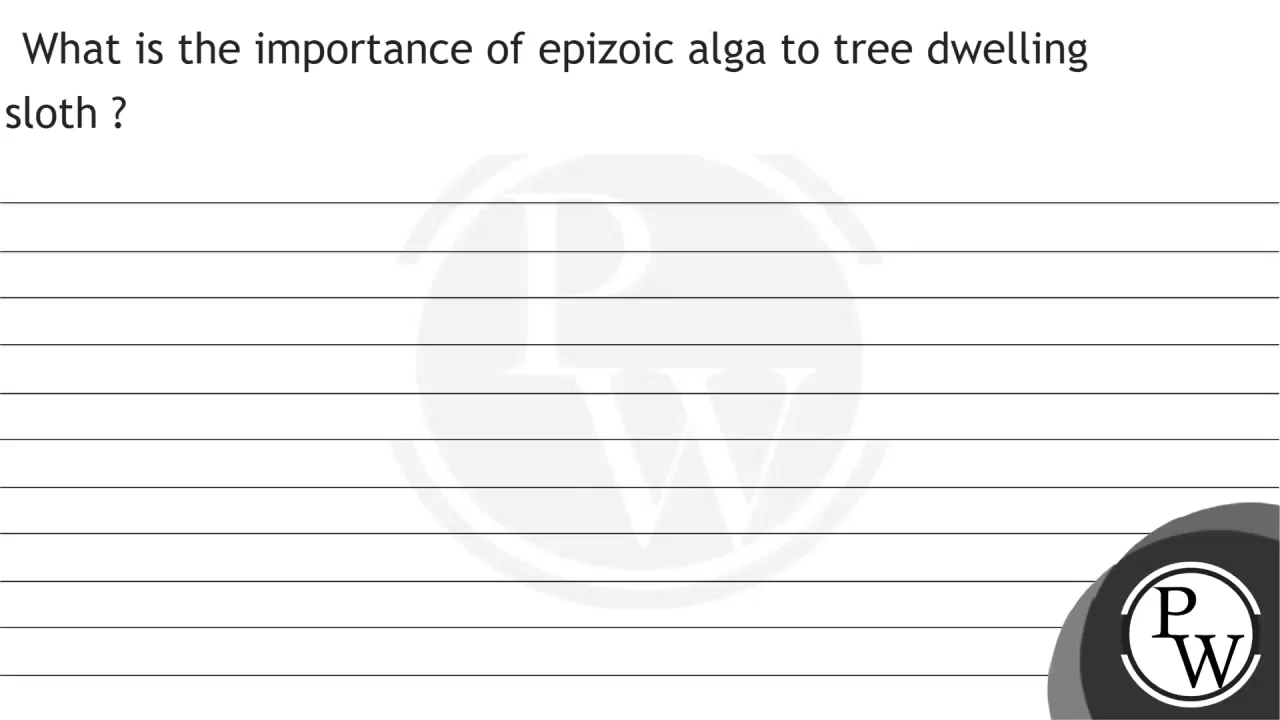 What is the importance of epizoic alga to tree dwelling
sloth ?
P
W
P
W